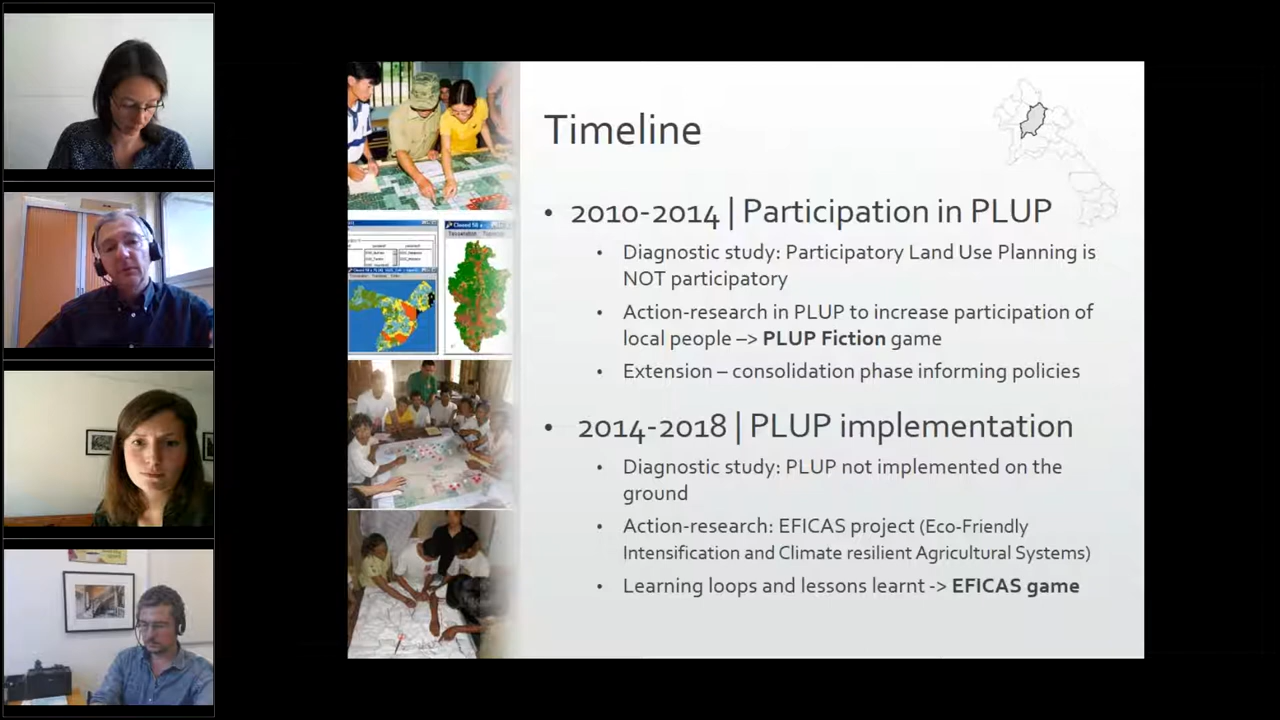 Timeline
• 2010-2014 | Participation in PLUP
• Diagnostic study: Participatory Land Use Planning is
NOT participatory
• Action-research in PLUP to increase participation of
local people –> PLUP Fiction game
• Extension – consolidation phase informing policies
• 2014-2018 | PLUP implementation
• Diagnostic study: PLUP not implemented on the
ground
• Action-research: EFICAS project (Eco-Friendly
Intensification and Climate resilient Agricultural Systems)
• Learning loops and lessons learnt -> EFICAS game